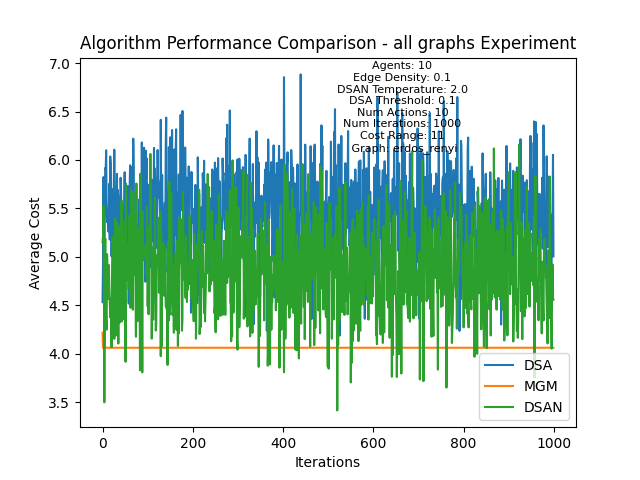 Algorithm Performance Comparison - all graphs Experiment
Agents: 10
Edge Density: 0.1
DSAN Temperature: 2.0
DSA Threshold: 0.1
Num Actions: 10
Num Iterations: 1000
Cost Range: 11
Graph: erdos_renyi
7.0
6.5
6.0
5.5
5.0
4.5
4.0
3.5
Average Cost
0
200
400
600
800
1000
Iterations
DSA
MGM
DSAN